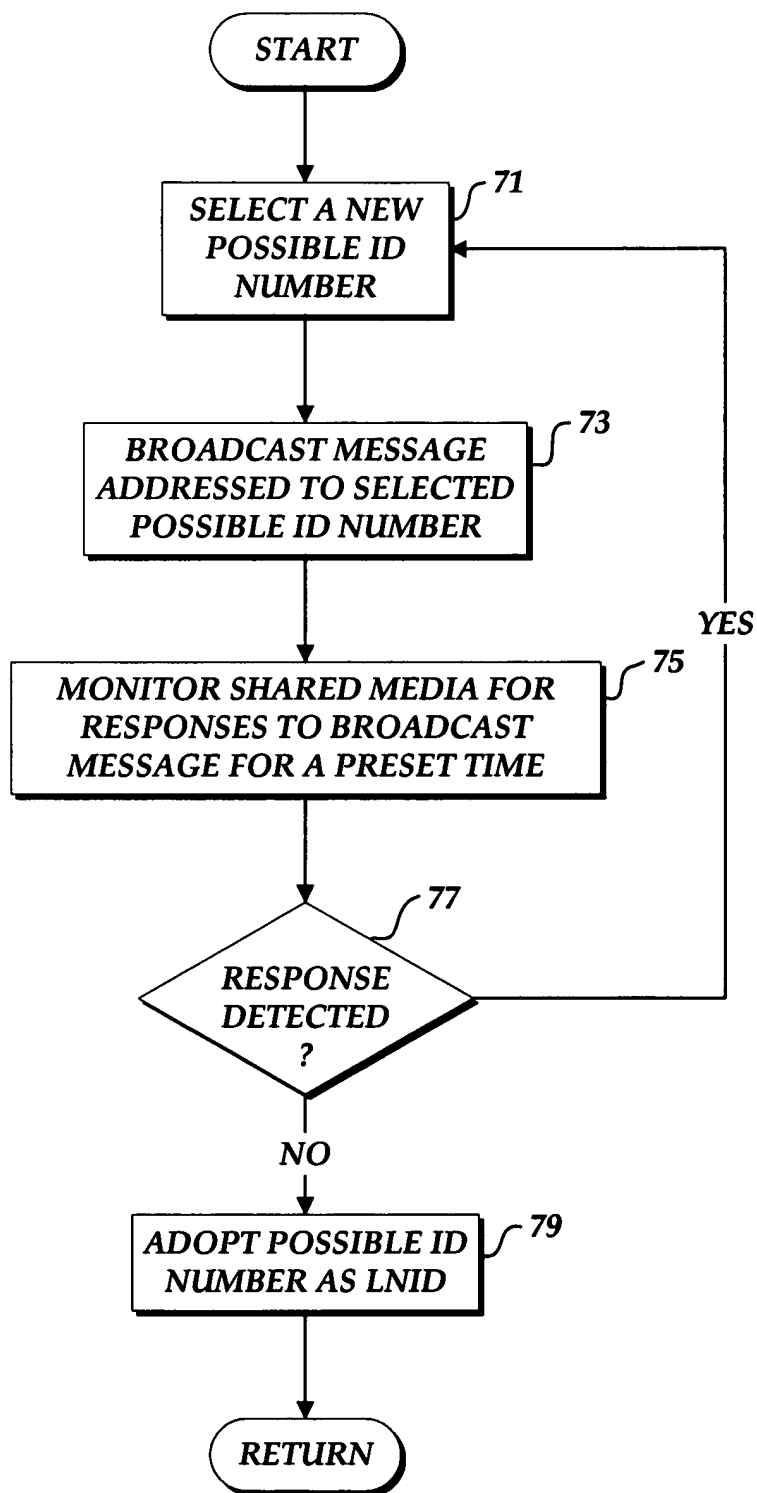 START
71
SELECT A NEW
POSSIBLE ID
NUMBER
73
BROADCAST MESSAGE
ADDRESSED TO SELECTED
POSSIBLE ID NUMBER
YES
75
MONITOR SHARED MEDIA FOR
RESPONSES TO BROADCAST
MESSAGE FOR A PRESET TIME
77
RESPONSE
DETECTED
?
NO
79
ADOPT POSSIBLE ID
NUMBER AS LNID
RETURN